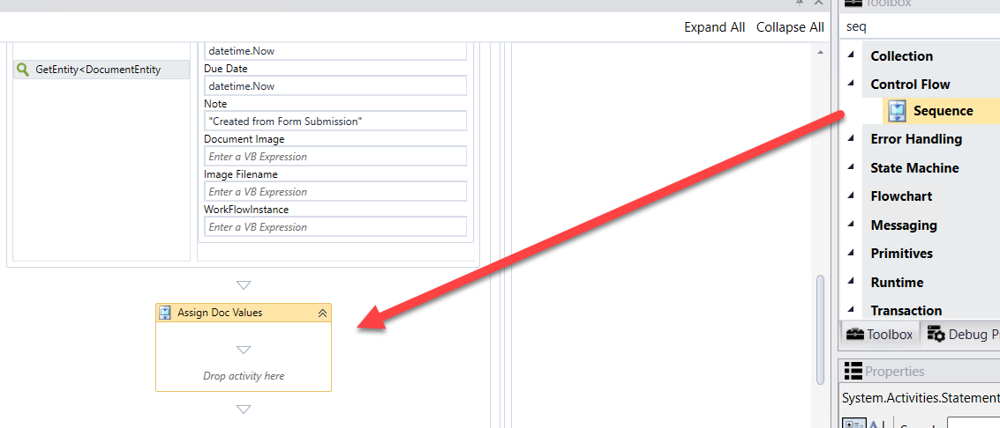 Toolbox
Expand All Collapse All
seq
datetime.Now
GetEntity<DocumentEntity
Due Date
datetime.Now
Note
"Created from Form Submission"
Document Image
Enter a VB Expression
Image Filename
Enter a VB Expression
WorkFlowInstance
Enter a VB Expression
Assign Doc Values
Drop activity here
Collection
Control Flow
Sequence
Error Handling
State Machine
Flowchart
Messaging
Primitives
Runtime
Transaction
Toolbox Debug P
Properties
System.Activities.Statement